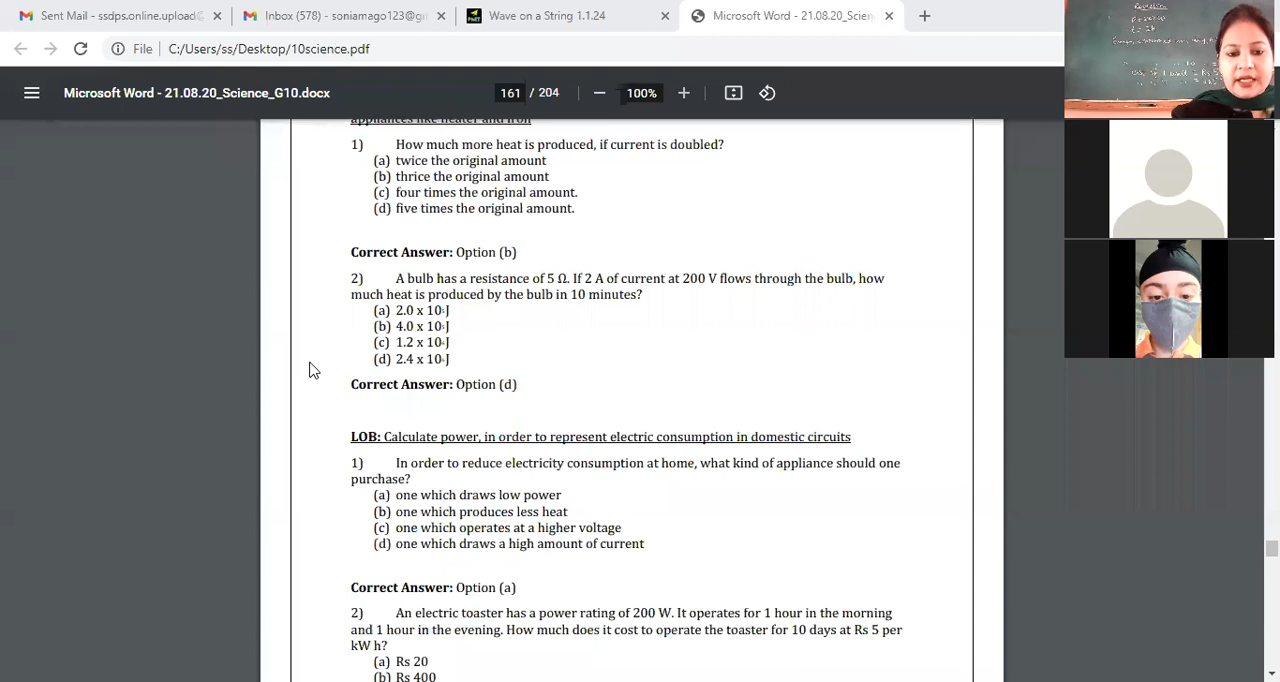 Sent Mail - ssdps.online.upload@
Inbox (578) - soniamago123@g
Wave on a String 1.1.24
Microsoft Word - 21.08.20_Scien
File | C:/Users/ss/Desktop/10science.pdf
Microsoft Word - 21.08.20_Science_G10.docx
161 / 204
100%
appliances like heater and iron
1) How much more heat is produced, if current is doubled?
(a) twice the original amount
(b) thrice the original amount
(c) four times the original amount.
(d) five times the original amount.
Correct Answer: Option (b)
2) A bulb has a resistance of 5 Ω. If 2 A of current at 200 V flows through the bulb, how
much heat is produced by the bulb in 10 minutes?
(a) 2.0 x 10 J
(b) 4.0 x 10 J
(c) 1.2 x 10 J
(d) 2.4 x 10 J
Correct Answer: Option (d)
LOB: Calculate power, in order to represent electric consumption in domestic circuits
1) In order to reduce electricity consumption at home, what kind of appliance should one
purchase?
(a) one which draws low power
(b) one which produces less heat
(c) one which operates at a higher voltage
(d) one which draws a high amount of current
Correct Answer: Option (a)
2) An electric toaster has a power rating of 200 W. It operates for 1 hour in the morning
and 1 hour in the evening. How much does it cost to operate the toaster for 10 days at Rs 5 per
kW h?
(a) Rs 20
(b) Rs 400